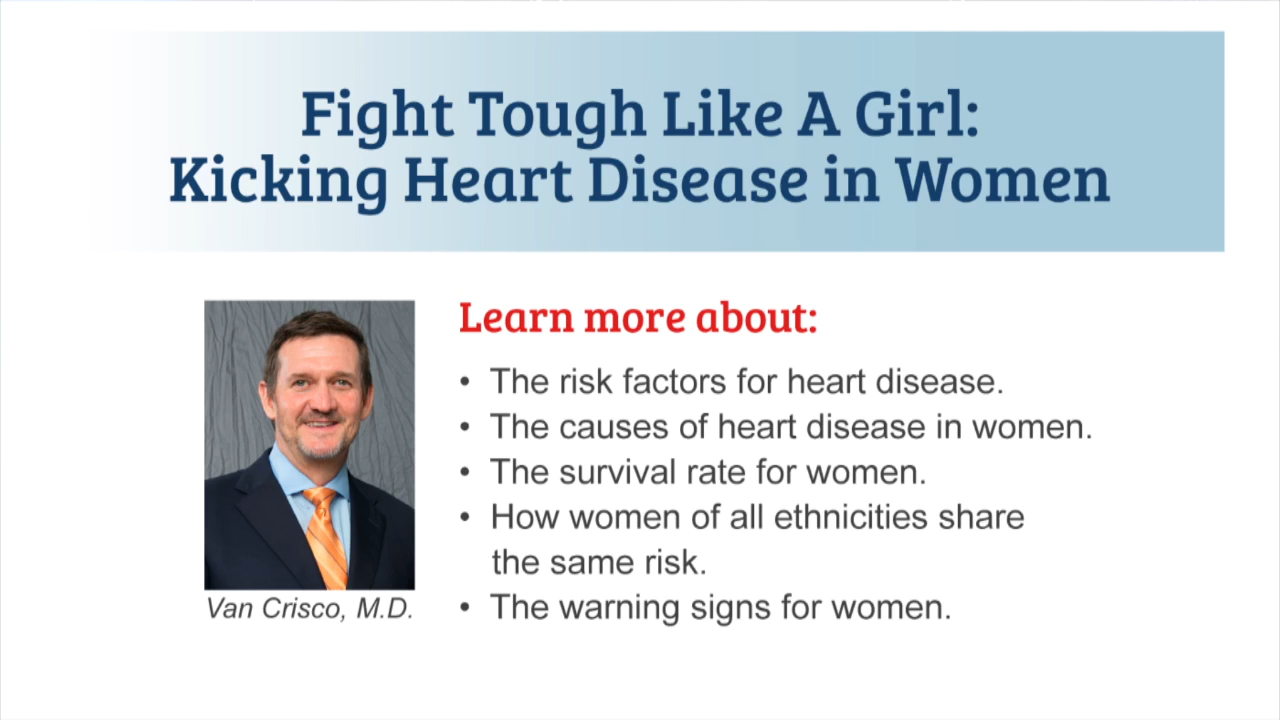 Fight Tough Like A Girl:
Kicking Heart Disease in Women
Learn more about:
• The risk factors for heart disease.
• The causes of heart disease in women.
• The survival rate for women.
• How women of all ethnicities share
the same risk.
• The warning signs for women.
Van Crisco, M.D.